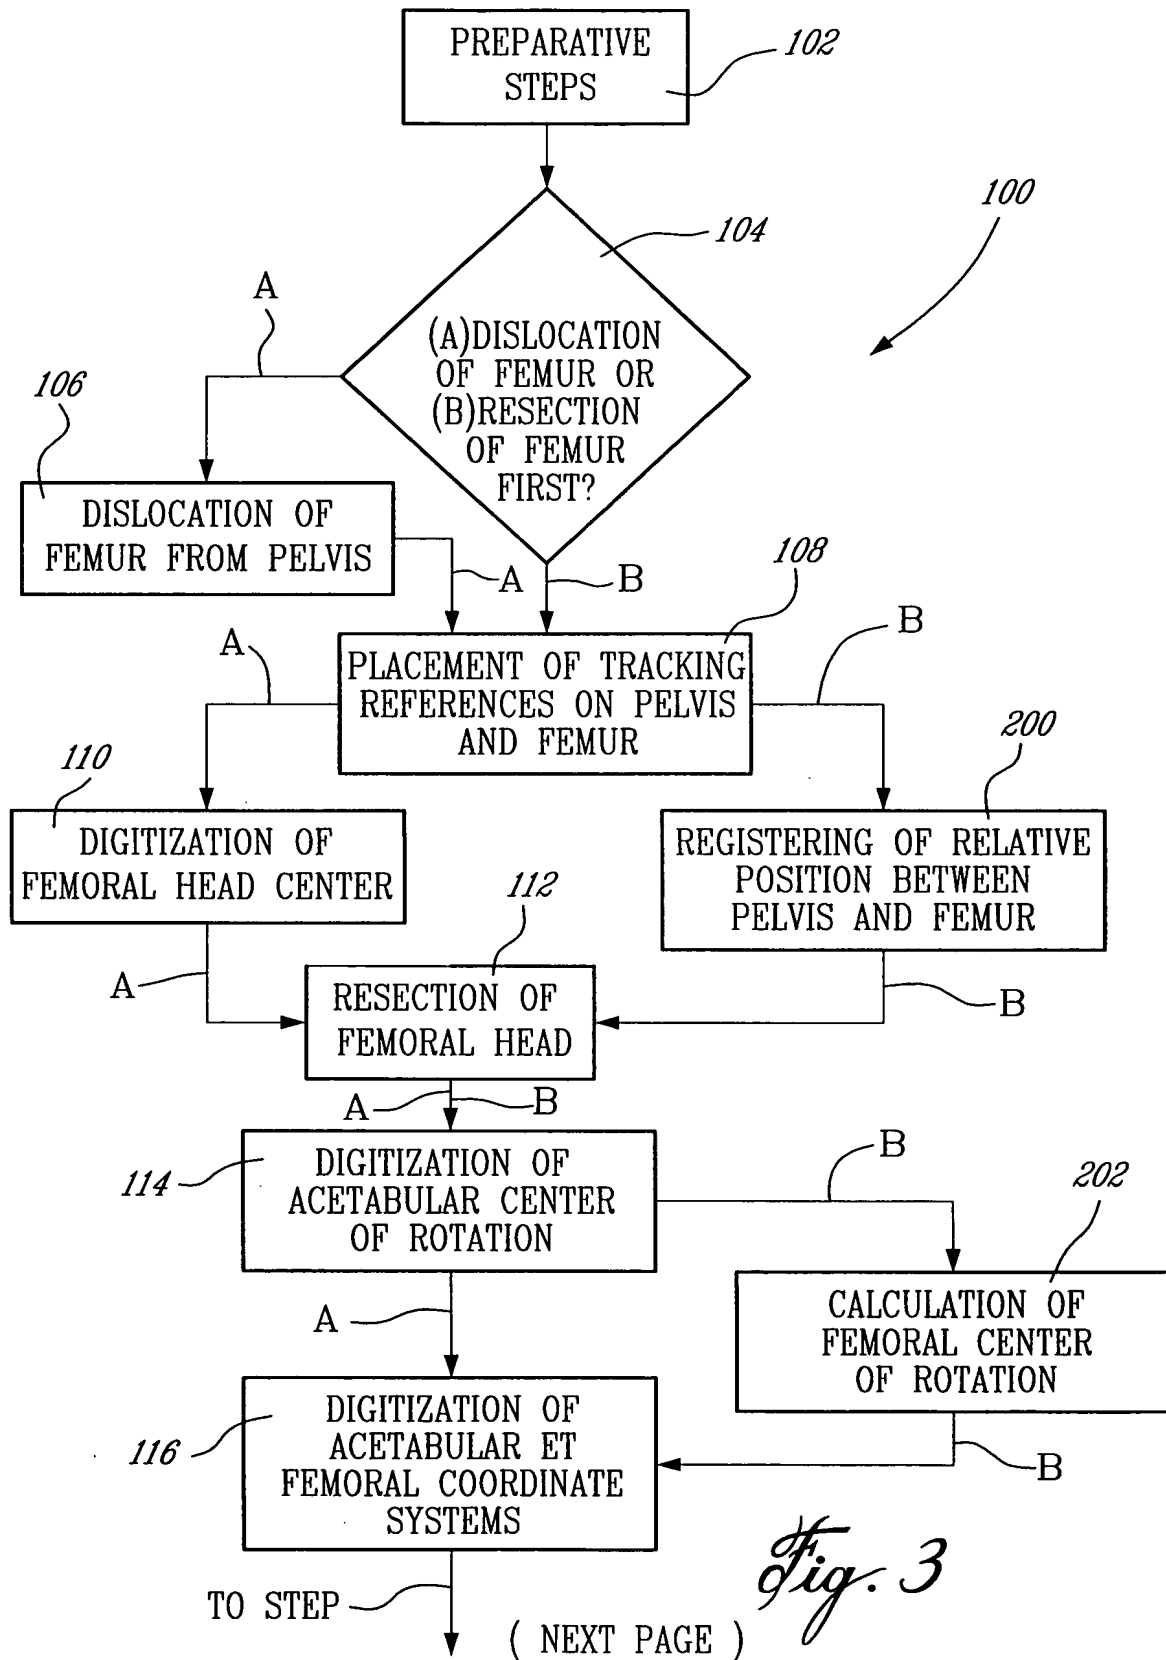 PREPARATIVE
STEPS
102
100
104
A
(A)DISLOCATION
OF FEMUR OR
(B)RESECTION
OF FEMUR
FIRST?
106
DISLOCATION OF
FEMUR FROM PELVIS
A
B
108
A
B
PLACEMENT OF TRACKING
REFERENCES ON PELVIS
AND FEMUR
110
200
DIGITIZATION OF
FEMORAL HEAD CENTER
REGISTERING OF RELATIVE
POSITION BETWEEN
PELVIS AND FEMUR
112
A
B
RESECTION OF
FEMORAL HEAD
A
B
114
DIGITIZATION OF
ACETABULAR CENTER
OF ROTATION
B
202
A
CALCULATION OF
FEMORAL CENTER
OF ROTATION
116
DIGITIZATION OF
ACETABULAR ET
FEMORAL COORDINATE
SYSTEMS
B
Fig. 3
TO STEP
( NEXT PAGE )